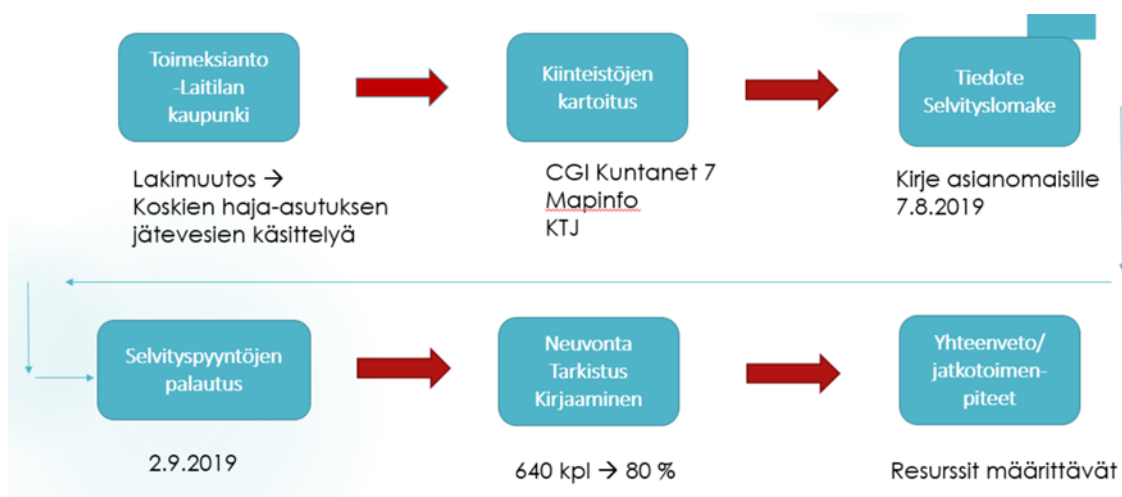 Toimeksianto
-Laitilan
kaupunki
Kiinteistöjen
kartoitus
Tiedote
Selvityslomake
Lakimuutos →
Koskien haja-asutuksen
jätevesien käsittelyä
CGI Kuntanet 7
Mapinfo
KTJ
Kirje asianomaisille
7.8.2019
Selvityspyyntöjen
palautus
Neuvonta
Tarkistus
Kirjaaminen
Yhteenveto/
jatkotoimen-
piteet
2.9.2019
640 kpl → 80 %
Resurssit määrittävät